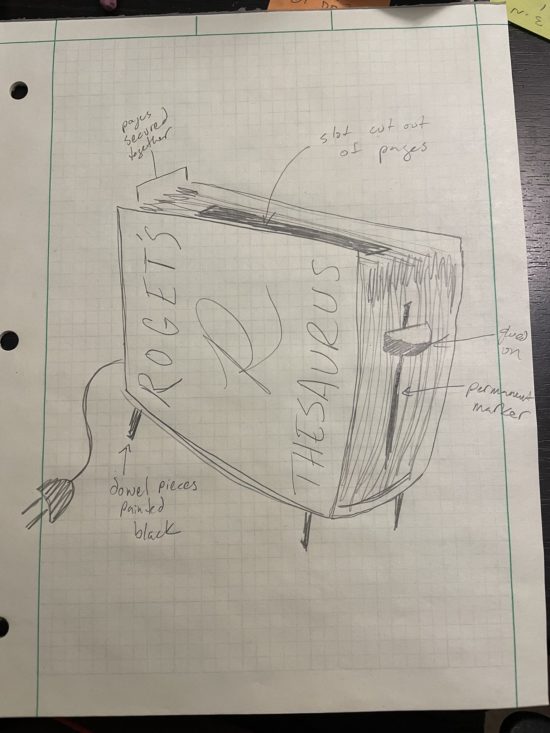 pages
secured
together
slot cut out
of pages
ROGET'S
R
THESAURUS
glued
on
permanent
marker
dowel pieces
painted
black